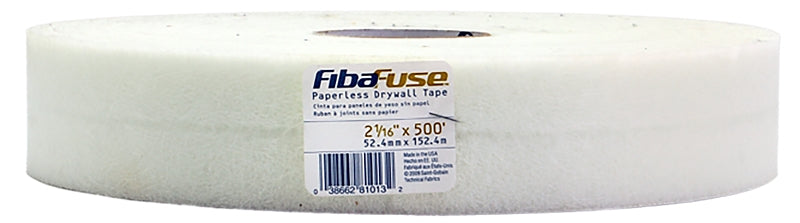 FibaFuse
Paperless Drywall Tape
Cinta para paneles de yeso sin papel
Ruban à joints sans papier
2 1/16" x 500'
52.4mm x 152.4m
Made in the USA
Hecho en EE. UU.
Fabriqué aux États-Unis.
© 2009 Saint-Gobain
Technical Fabrics
0 38662 81013 2